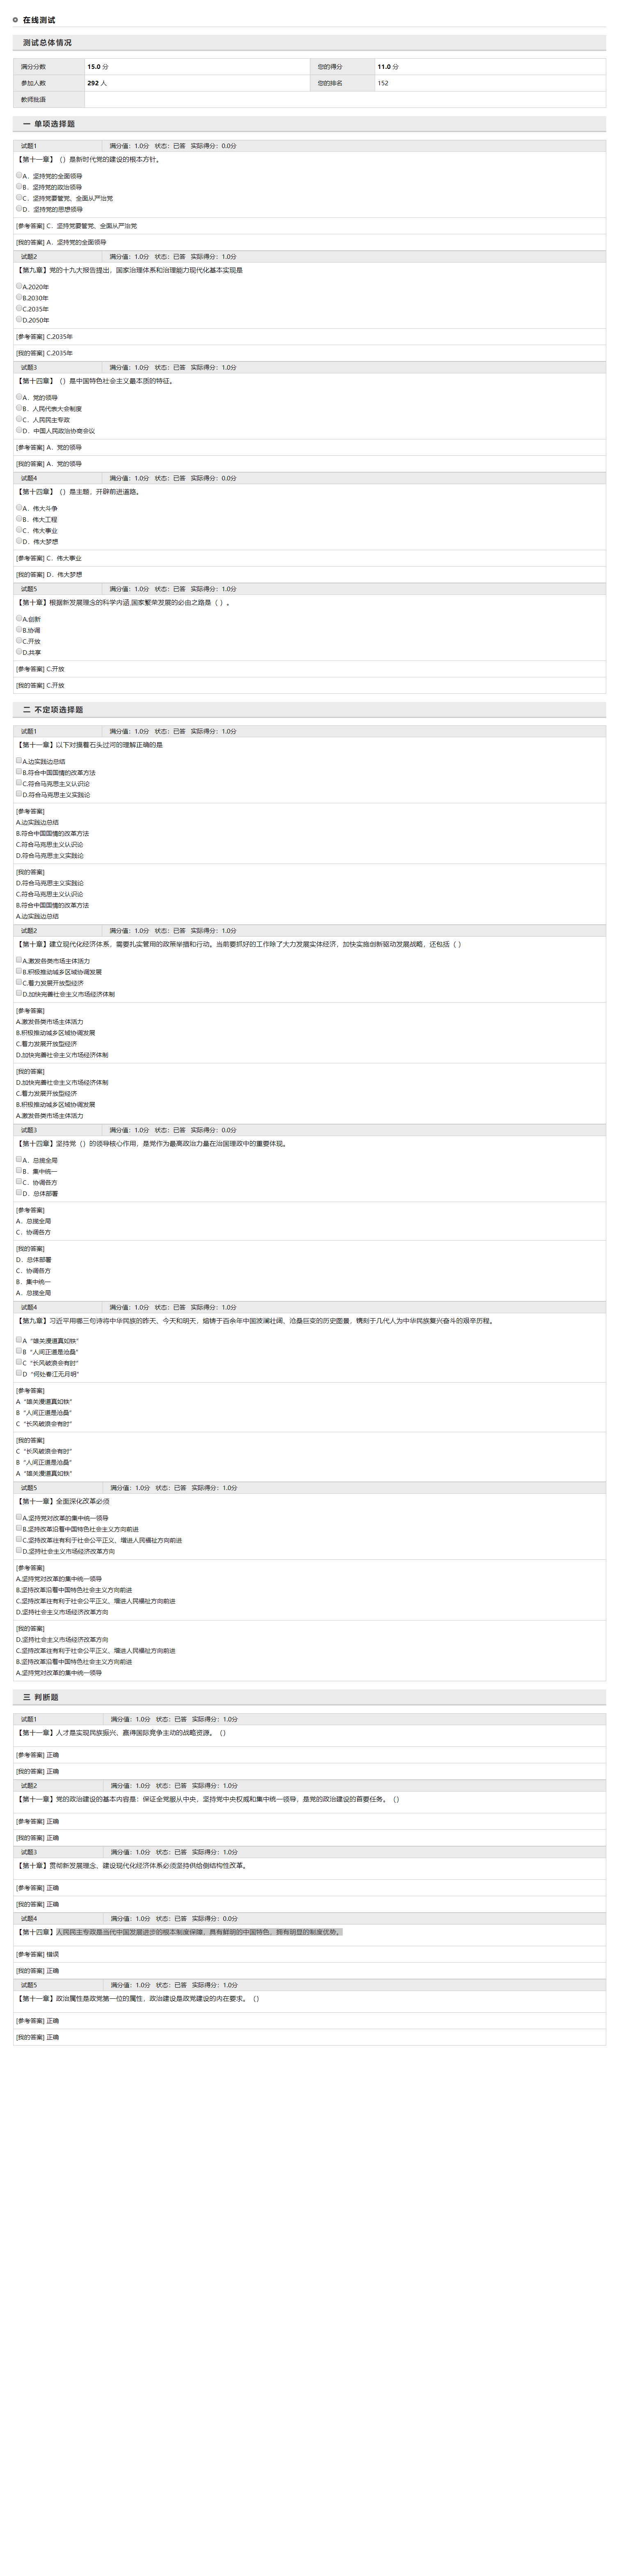 在线测试
测试总体情况
满分分数 15.0 分 您的得分 11.0 分
参加人数 292 人 您的排名 152
教师批语
一 单项选择题
试题1 满分值：1.0分 状态：已答 实际得分：0.0分
【第十一章】（）是新时代党的建设的根本方针。
A．坚持党的全面领导
B．坚持党的政治领导
C．坚持党要管党、全面从严治党
D．坚持党的思想领导
[参考答案] C．坚持党要管党、全面从严治党
[我的答案] A．坚持党的全面领导
试题2 满分值：1.0分 状态：已答 实际得分：1.0分
【第九章】党的十九大报告提出，国家治理体系和治理能力现代化基本实现是
A.2020年
B.2030年
C.2035年
D.2050年
[参考答案] C.2035年
[我的答案] C.2035年
试题3 满分值：1.0分 状态：已答 实际得分：1.0分
【第十四章】（）是中国特色社会主义最本质的特征。
A．党的领导
B．人民代表大会制度
C．人民民主专政
D．中国人民政治协商会议
[参考答案] A．党的领导
[我的答案] A．党的领导
试题4 满分值：1.0分 状态：已答 实际得分：0.0分
【第十四章】（）是主题，开辟前进道路。
A．伟大斗争
B．伟大工程
C．伟大事业
D．伟大梦想
[参考答案] C．伟大事业
[我的答案] D．伟大梦想
试题5 满分值：1.0分 状态：已答 实际得分：1.0分
【第十章】根据新发展理念的科学内涵,国家繁荣发展的必由之路是（ ）。
A.创新
B.协调
C.开放
D.共享
[参考答案] C.开放
[我的答案] C.开放
二 不定项选择题
试题1 满分值：1.0分 状态：已答 实际得分：1.0分
【第十一章】以下对摸着石头过河的理解正确的是
A.边实践边总结
B.符合中国国情的改革方法
C.符合马克思主义认识论
D.符合马克思主义实践论
[参考答案]
A.边实践边总结
B.符合中国国情的改革方法
C.符合马克思主义认识论
D.符合马克思主义实践论
[我的答案]
D.符合马克思主义实践论
C.符合马克思主义认识论
B.符合中国国情的改革方法
A.边实践边总结
试题2 满分值：1.0分 状态：已答 实际得分：1.0分
【第十章】建立现代化经济体系，需要扎实管用的政策举措和行动。当前要抓好的工作除了大力发展实体经济，加快实施创新驱动发展战略，还包括（ ）
A.激发各类市场主体活力
B.积极推动城乡区域协调发展
C.着力发展开放型经济
D.加快完善社会主义市场经济体制
[参考答案]
A.激发各类市场主体活力
B.积极推动城乡区域协调发展
C.着力发展开放型经济
D.加快完善社会主义市场经济体制
[我的答案]
D.加快完善社会主义市场经济体制
C.着力发展开放型经济
B.积极推动城乡区域协调发展
A.激发各类市场主体活力
试题3 满分值：1.0分 状态：已答 实际得分：0.0分
【第十四章】坚持党（）的领导核心作用，是党作为最高政治力量在治国理政中的重要体现。
A．总揽全局
B．集中统一
C．协调各方
D．总体部署
[参考答案]
A．总揽全局
C．协调各方
[我的答案]
D．总体部署
C．协调各方
B．集中统一
A．总揽全局
试题4 满分值：1.0分 状态：已答 实际得分：1.0分
【第九章】习近平用哪三句诗将中华民族的昨天、今天和明天，熔铸于百余年中国波澜壮阔、沧桑巨变的历史图景，镌刻于几代人为中华民族复兴奋斗的艰辛历程。
A“雄关漫道真如铁”
B“人间正道是沧桑”
C“长风破浪会有时”
D“何处春江无月明”
[参考答案]
A“雄关漫道真如铁”
B“人间正道是沧桑”
C“长风破浪会有时”
[我的答案]
C“长风破浪会有时”
B“人间正道是沧桑”
A“雄关漫道真如铁”
试题5 满分值：1.0分 状态：已答 实际得分：1.0分
【第十一章】全面深化改革必须
A.坚持党对改革的集中统一领导
B.坚持改革沿着中国特色社会主义方向前进
C.坚持改革往有利于社会公平正义、增进人民福祉方向前进
D.坚持社会主义市场经济改革方向
[参考答案]
A.坚持党对改革的集中统一领导
B.坚持改革沿着中国特色社会主义方向前进
C.坚持改革往有利于社会公平正义、增进人民福祉方向前进
D.坚持社会主义市场经济改革方向
[我的答案]
D.坚持社会主义市场经济改革方向
C.坚持改革往有利于社会公平正义、增进人民福祉方向前进
B.坚持改革沿着中国特色社会主义方向前进
A.坚持党对改革的集中统一领导
三 判断题
试题1 满分值：1.0分 状态：已答 实际得分：1.0分
【第十一章】人才是实现民族振兴、赢得国际竞争主动的战略资源。（）
[参考答案] 正确
[我的答案] 正确
试题2 满分值：1.0分 状态：已答 实际得分：1.0分
【第十一章】党的政治建设的基本内容是：保证全党服从中央，坚持党中央权威和集中统一领导，是党的政治建设的首要任务。（）
[参考答案] 正确
[我的答案] 正确
试题3 满分值：1.0分 状态：已答 实际得分：1.0分
【第十章】贯彻新发展理念，建设现代化经济体系必须坚持供给侧结构性改革。
[参考答案] 正确
[我的答案] 正确
试题4 满分值：1.0分 状态：已答 实际得分：0.0分
【第十四章】人民民主专政是当代中国发展进步的根本制度保障，具有鲜明的中国特色，拥有明显的制度优势。
[参考答案] 错误
[我的答案] 正确
试题5 满分值：1.0分 状态：已答 实际得分：1.0分
【第十一章】政治属性是政党第一位的属性，政治建设是政党建设的内在要求。（）
[参考答案] 正确
[我的答案] 正确